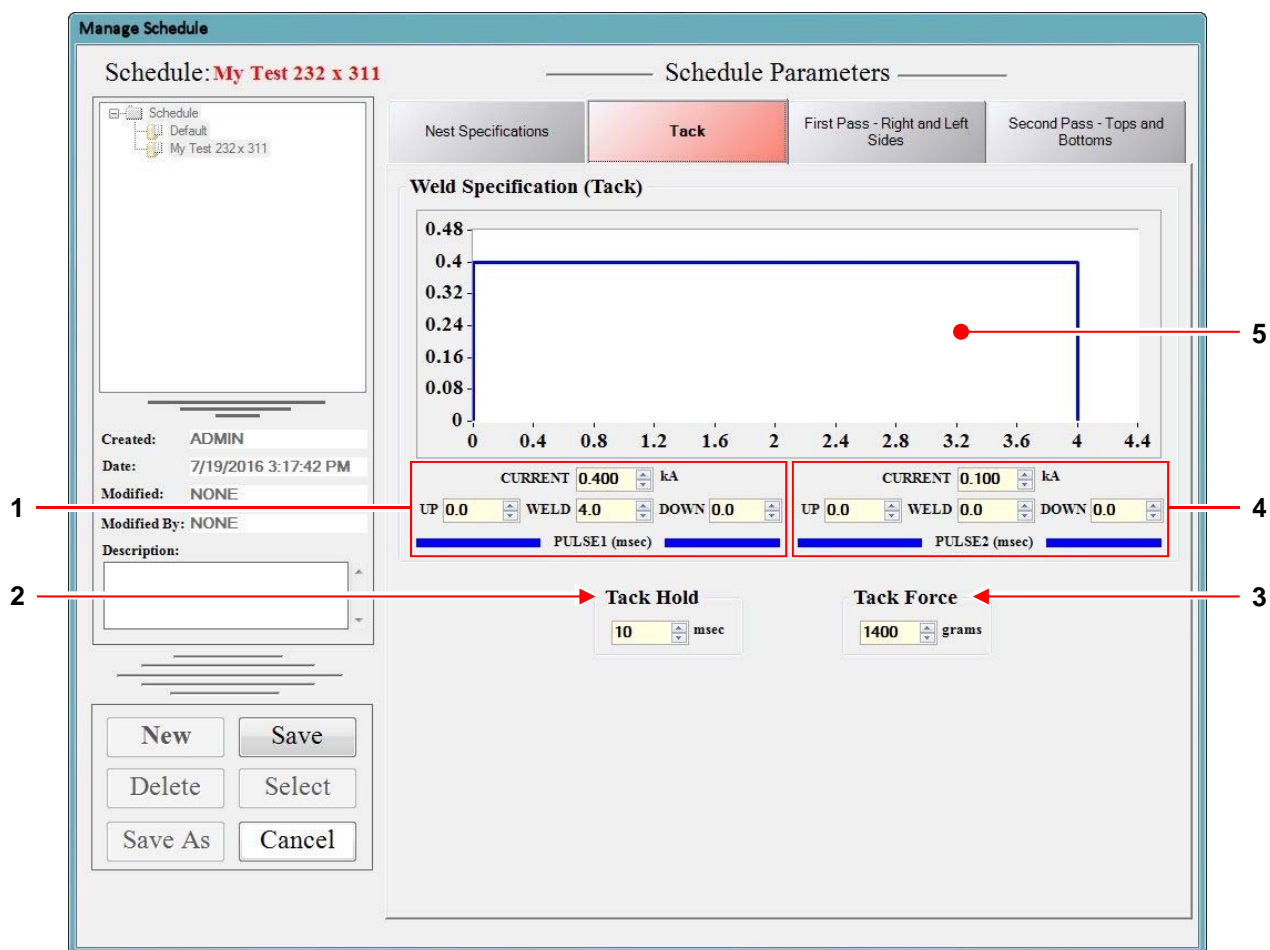 Manage Schedule
Schedule: My Test 232 x 311
Schedule Parameters
Schedule
Default
My Test 232 x 311
Created: ADMIN
Date: 7/19/2016 3:17:42 PM
Modified: NONE
Modified By: NONE
Description:
New Save
Delete Select
Save As Cancel
Nest Specifications
Tack
First Pass - Right and Left
Sides
Second Pass - Tops and
Bottoms
Weld Specification (Tack)
0.48
0.4
0.32
0.24
0.16
0.08
0
0 0.4 0.8 1.2 1.6 2 2.4 2.8 3.2 3.6 4 4.4
CURRENT 0.400 kA
UP 0.0 WELD 4.0 DOWN 0.0
PULSE1 (msec)
CURRENT 0.100 kA
UP 0.0 WELD 0.0 DOWN 0.0
PULSE2 (msec)
Tack Hold
10 msec
Tack Force
1400 grams
1
2
3
4
5